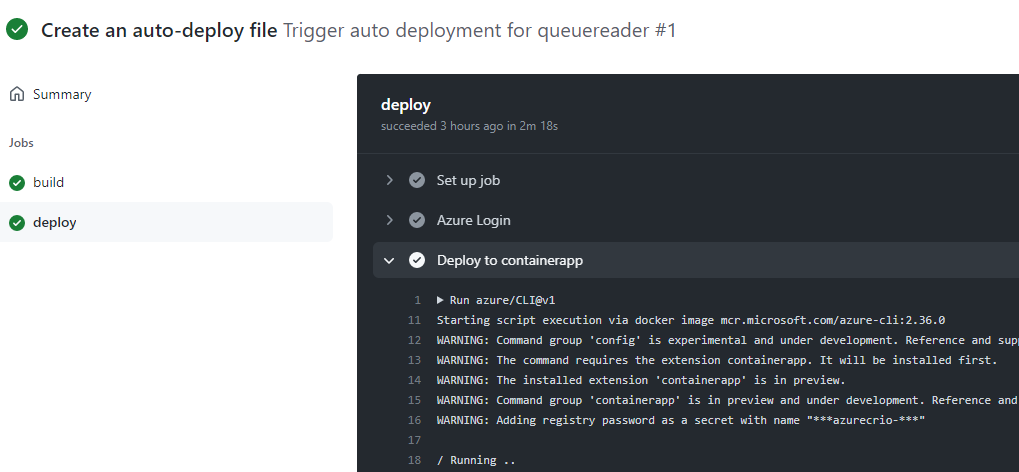 Create an auto-deploy file Trigger auto deployment for queuereader #1
Summary
Jobs
build
deploy
deploy
succeeded 3 hours ago in 2m 18s
Set up job
Azure Login
Deploy to containerapp
1 ▶ Run azure/CLI@v1
11 Starting script execution via docker image mcr.microsoft.com/azure-cli:2.36.0
12 WARNING: Command group 'config' is experimental and under development. Reference and sup
13 WARNING: The command requires the extension containerapp. It will be installed first.
14 WARNING: The installed extension 'containerapp' is in preview.
15 WARNING: Command group 'containerapp' is in preview and under development. Reference and
16 WARNING: Adding registry password as a secret with name "***azurecrio-***"
17
18 / Running ..